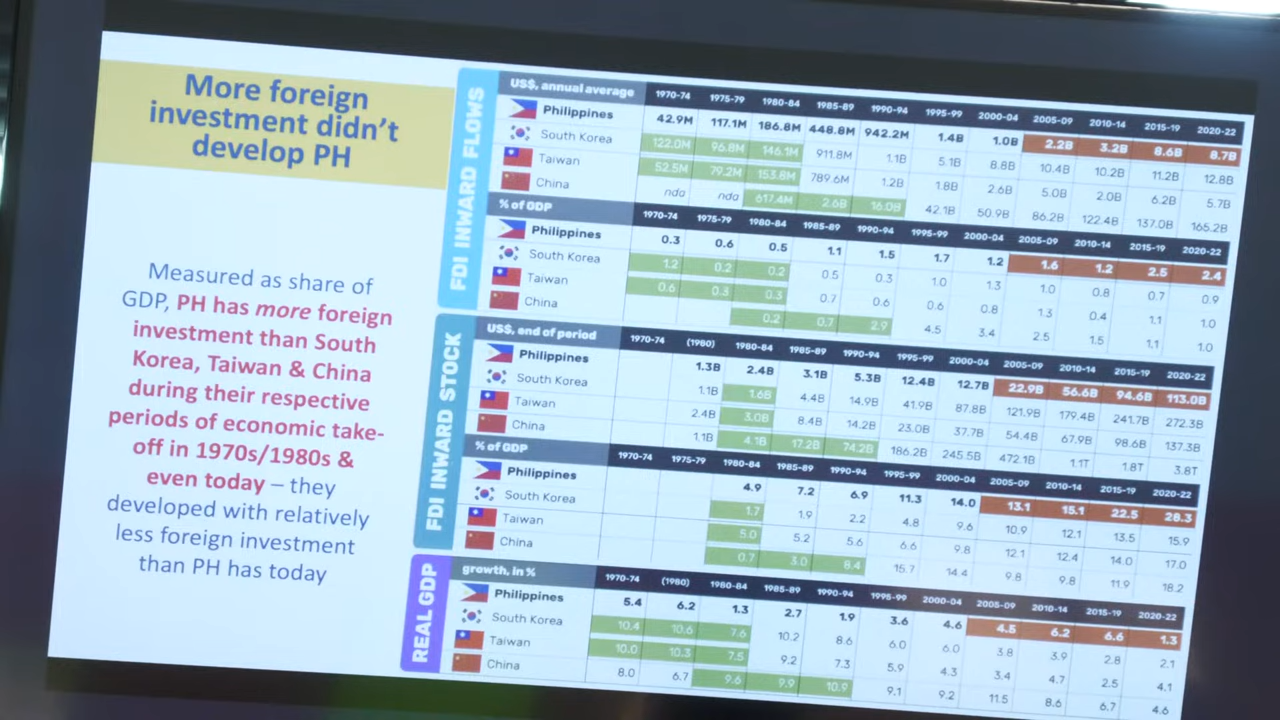 More foreign
investment didn't
develop PH
Measured as share of
GDP, PH has more foreign
investment than South
Korea, Taiwan & China
during their respective
periods of economic take-
off in 1970s/1980s &
even today – they
developed with relatively
less foreign investment
than PH has today
FDI INWARD FLOWS
US$, annual average 1970-74 1975-79 1980-84 1985-89 1990-94 1995-99 2000-04 2005-09 2010-14 2015-19 2020-22
Philippines 42.9M 117.1M 186.8M 448.8M 942.2M 1.4B 1.0B 2.2B 3.2B 8.6B 8.7B
South Korea 122.0M 96.8M 146.1M 911.8M 1.1B 5.1B 8.8B 10.4B 10.2B 11.2B 12.8B
Taiwan 52.5M 79.2M 153.8M 789.6M 1.2B 1.8B 2.6B 5.0B 2.0B 6.2B 5.7B
China nda nda 617.4M 2.6B 16.0B 42.1B 50.9B 86.2B 122.4B 137.0B 165.2B
% of GDP 1970-74 1975-79 1980-84 1985-89 1990-94 1995-99 2000-04 2005-09 2010-14 2015-19 2020-22
Philippines 0.3 0.6 0.5 1.1 1.5 1.7 1.2 1.6 1.2 2.5 2.4
South Korea 1.2 0.2 0.2 0.5 0.3 1.0 1.3 1.0 0.8 0.7 0.9
Taiwan 0.6 0.3 0.3 0.7 0.6 0.6 0.8 1.3 0.4 1.1 1.0
China 0.2 0.7 2.9 4.5 3.4 2.5 1.5 1.1 1.0
FDI INWARD STOCK
US$, end of period 1970-74 (1980) 1980-84 1985-89 1990-94 1995-99 2000-04 2005-09 2010-14 2015-19 2020-22
Philippines 1.3B 2.4B 3.1B 5.3B 12.4B 12.7B 22.9B 56.6B 94.6B 113.0B
South Korea 1.1B 1.6B 4.4B 14.9B 41.9B 87.8B 121.9B 179.4B 241.7B 272.3B
Taiwan 2.4B 3.0B 8.4B 14.2B 23.0B 37.7B 54.4B 67.9B 98.6B 137.3B
China 1.1B 4.1B 17.2B 74.2B 186.2B 245.5B 472.1B 1.1T 1.8T 3.8T
% of GDP 1970-74 1975-79 1980-84 1985-89 1990-94 1995-99 2000-04 2005-09 2010-14 2015-19 2020-22
Philippines 4.9 7.2 6.9 11.3 14.0 13.1 15.1 22.5 28.3
South Korea 1.7 1.9 2.2 4.8 9.6 10.9 12.1 13.5 15.9
Taiwan 5.0 5.2 5.6 6.6 9.8 12.1 12.4 14.0 17.0
China 0.7 3.0 8.4 15.7 14.4 9.8 9.8 11.9 18.2
REAL GDP
growth, in % 1970-74 (1980) 1980-84 1985-89 1990-94 1995-99 2000-04 2005-09 2010-14 2015-19 2020-22
Philippines 5.4 6.2 1.3 2.7 1.9 3.6 4.6 4.5 6.2 6.6 1.3
South Korea 10.4 10.6 7.6 10.2 8.6 6.0 6.0 3.8 3.9 2.8 2.1
Taiwan 10.0 10.3 7.5 9.2 7.3 5.9 4.3 3.4 4.7 2.5 4.1
China 8.0 6.7 9.6 9.9 10.9 9.1 9.2 11.5 8.6 6.7 4.6